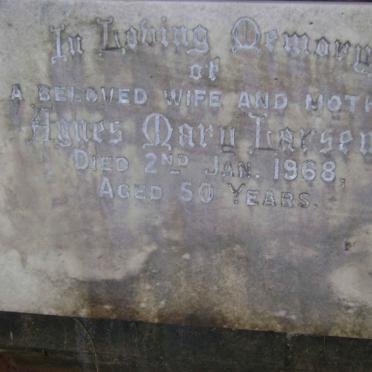 In Loving Memory
of
A BELOVED WIFE AND MOTH
Agnes Mary Larsen
DIED 2ND JAN. 1968,
AGED 50 YEARS.